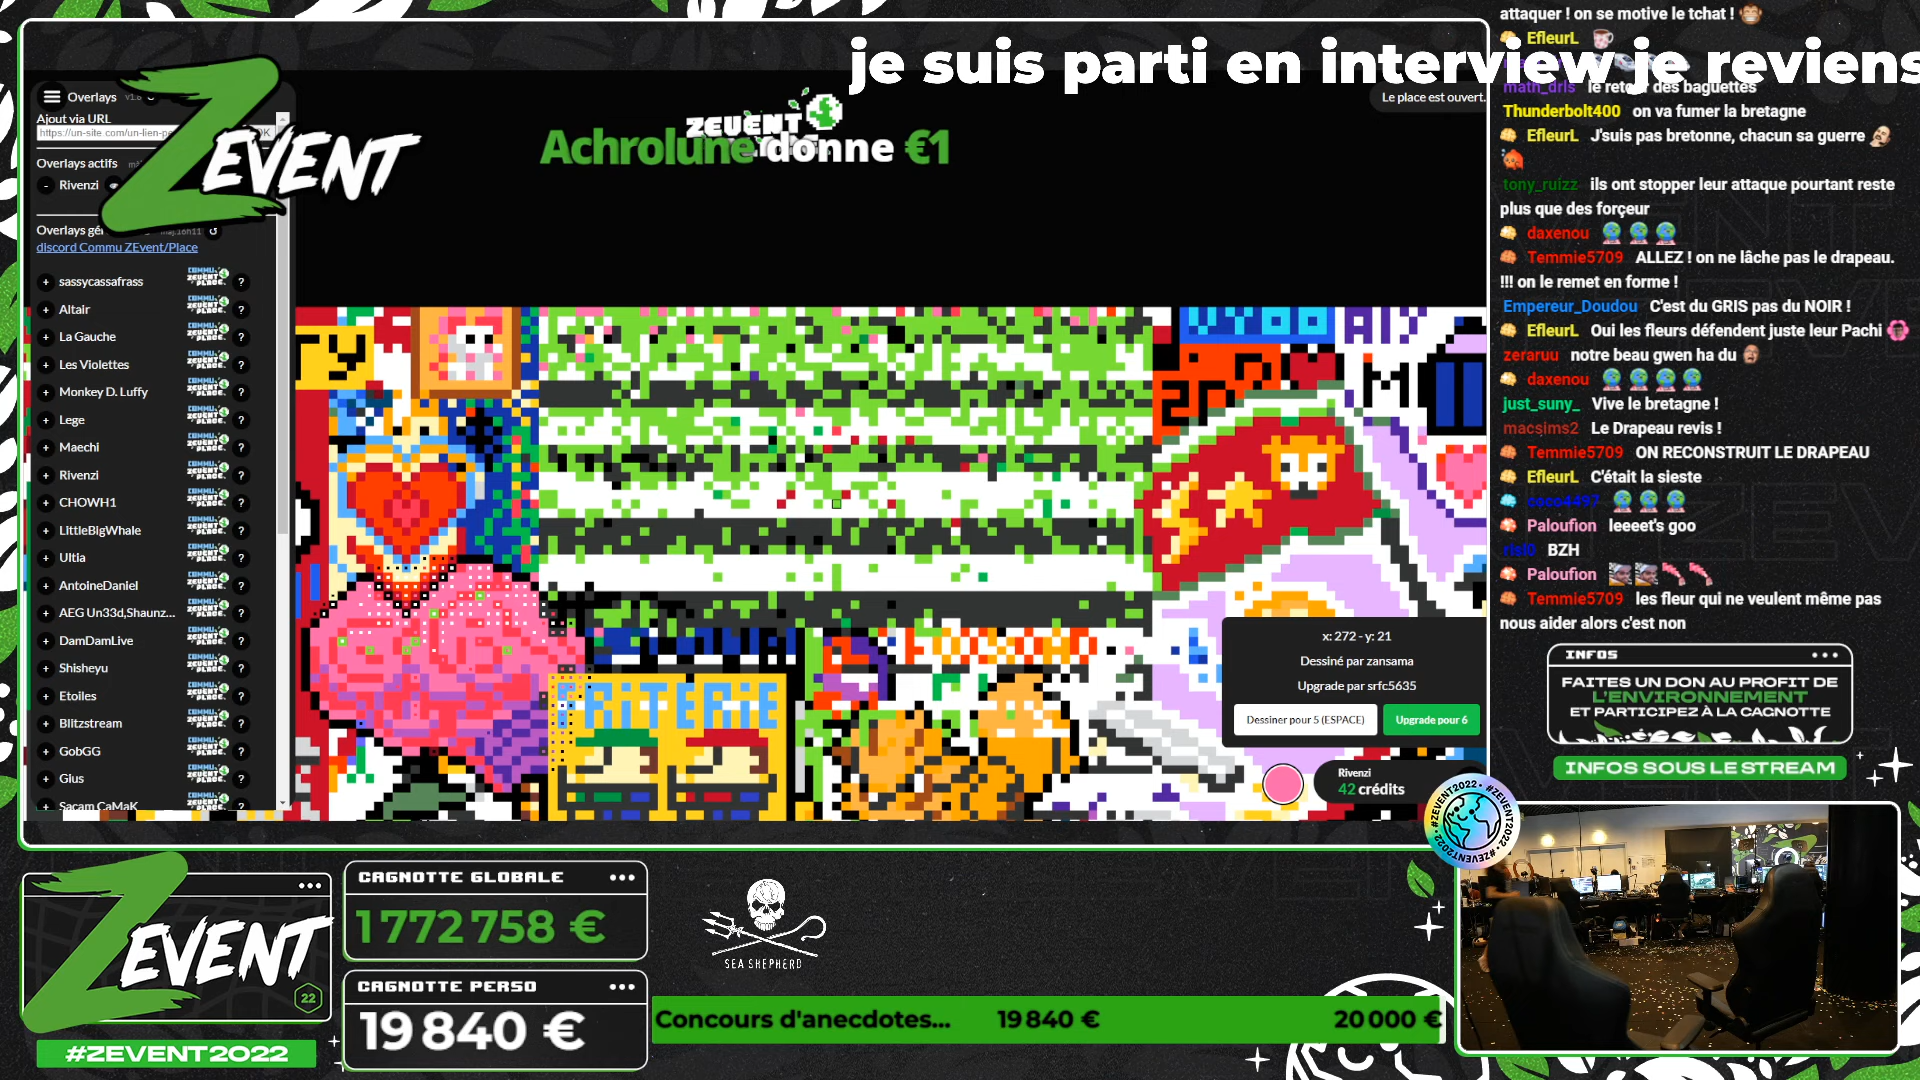 je suis parti en interview je reviens
Overlays
Ajout via URL
Overlays actifs
- Rivenzi
discord Commu ZEvent/Place
+ sassycassafrass ?
+ Altair ?
+ La Gauche ?
+ Les Violettes ?
+ Monkey D. Luffy ?
+ Lege ?
+ Maechi ?
+ Rivenzi ?
+ CHOWH1 ?
+ LittleBigWhale ?
+ Ultia ?
+ AntoineDaniel ?
+ AEG Un33d,Shaunz... ?
+ DamDamLive ?
+ Shisheyu ?
+ Etoiles ?
+ Blitzstream ?
+ GobGG ?
+ Glus ?
+ Sacam CaMaK
ZEVENT
ZEVENT
Achrolune donne €1
Le place est ouvert.
x: 272 - y: 21
Dessiné par zansama
Upgrade par srfc5635
Dessiner pour 5 (ESPACE)
Upgrade pour 6
Rivenzi
42 crédits
attaquer ! on se motive le tchat !
EfleurL
math_drls le retour des baguettes
Thunderbolt400 on va fumer la bretagne
EfleurL J'suis pas bretonne, chacun sa guerre
tony_ruizz ils ont stopper leur attaque pourtant reste
plus que des forçeur
daxenou
Temmie5709 ALLEZ ! on ne lâche pas le drapeau.
!!! on le remet en forme !
Empereur_Doudou C'est du GRIS pas du NOIR !
EfleurL Oui les fleurs défendent juste leur Pachi
zeraruu notre beau gwen ha du
daxenou
just_suny_ Vive le bretagne !
macsims2 Le Drapeau revis !
Temmie5709 ON RECONSTRUIT LE DRAPEAU
EfleurL C'était la sieste
coco4497
Paloufion leeeet's goo
BZH
Paloufion
Temmie5709 les fleur qui ne veulent même pas
nous aider alors c'est non
INFOS
FAITES UN DON AU PROFIT DE
L'ENVIRONNEMENT
ET PARTICIPEZ À LA CAGNOTTE
INFOS SOUS LE STREAM
#ZEVENT2022
ZEVENT
22
#ZEVENT2022
CAGNOTTE GLOBALE
1 772 758 €
CAGNOTTE PERSO
19 840 €
SEA SHEPHERD
Concours d'anecdotes... 19 840 € 20 000 €